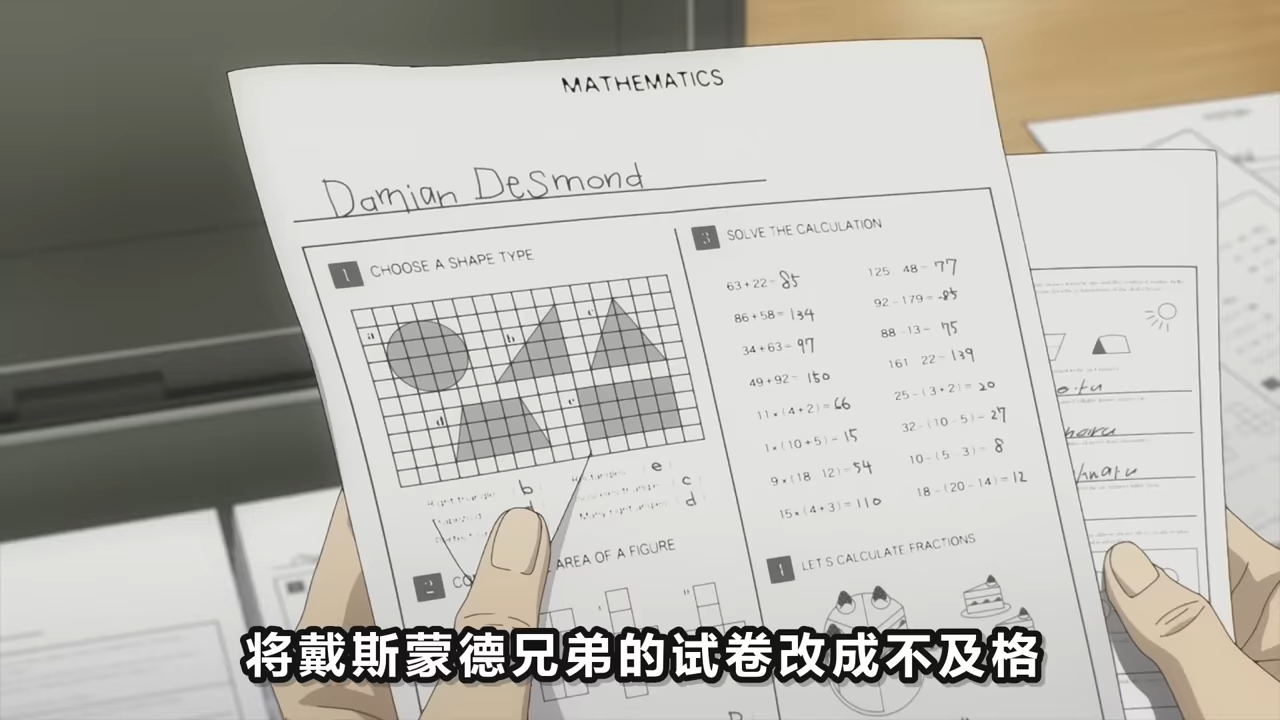 MATHEMATICS
Damian Desmond
1 CHOOSE A SHAPE TYPE
a
b
c
d
e
b
e
c
d
2
AREA OF A FIGURE
3 SOLVE THE CALCULATION
63+22=85
86+58=134
34+63=97
49+92=150
11×(4+2)=66
1×(10+5)=15
9×(18-12)=54
15×(4+3)=110
125-48=77
92-179=-85
88-13=75
161-22=139
25-(3+2)=20
32-(10-5)=27
10-(5-3)=8
18-(20-14)=12
4 LET'S CALCULATE FRACTIONS
将戴斯蒙德兄弟的试卷改成不及格